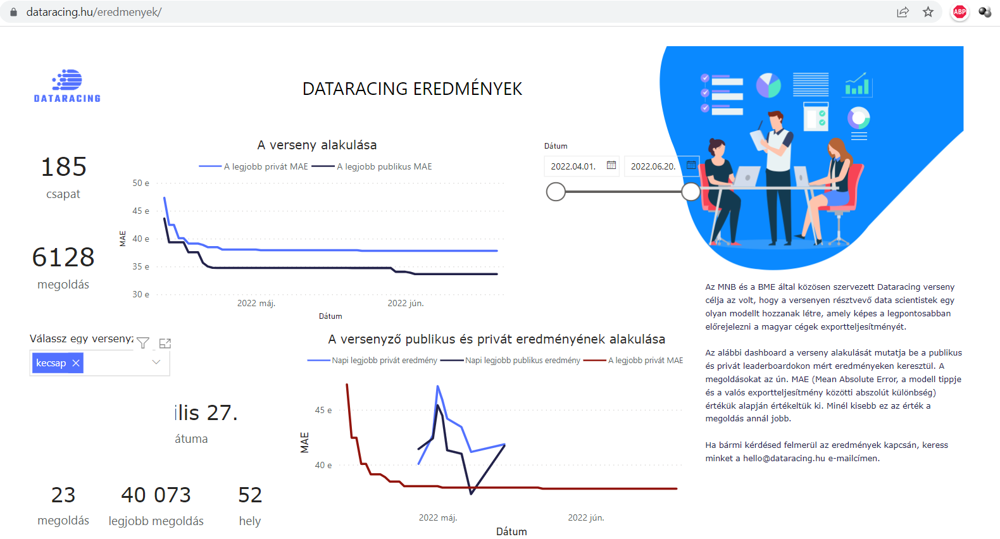 dataracing.hu/eredmenyek/
ABP
DATARACING
DATARACING EREDMÉNYEK
185
csapat
6128
megoldás
A verseny alakulása
A legjobb privát MAE
A legjobb publikus MAE
50 e
45 e
40 e
35 e
30 e
MAE
2022 máj.
2022 jún.
Dátum
Dátum
2022.04.01.
2022.06.20.
Az MNB és a BME által közösen szervezett Dataracing verseny
célja az volt, hogy a versenyen résztvevő data scientistek egy
olyan modellt hozzanak létre, amely képes a legpontosabban
előrejelezni a magyar cégek exportteljesítményét.
Az alábbi dashboard a verseny alakulását mutatja be a publikus
és privát leaderboardokon mért eredményeken keresztül. A
megoldásokat az ún. MAE (Mean Absolute Error, a modell tippje
és a valós exportteljesítmény közötti abszolút különbség)
értékük alapján értékeltük ki. Minél kisebb ez az érték a
megoldás annál jobb.
Ha bármi kérdésed felmerül az eredmények kapcsán, keress
minket a hello@dataracing.hu e-mailcímen.
Válassz egy versenyz
kecsap
ilis 27.
átuma
23
megoldás
40 073
legjobb megoldás
52
hely
A versenyző publikus és privát eredményének alakulása
Napi legjobb privát eredmény
Napi legjobb publikus eredmény
A legjobb privát MAE
45 e
40 e
MAE
2022 máj.
2022 jún.
Dátum